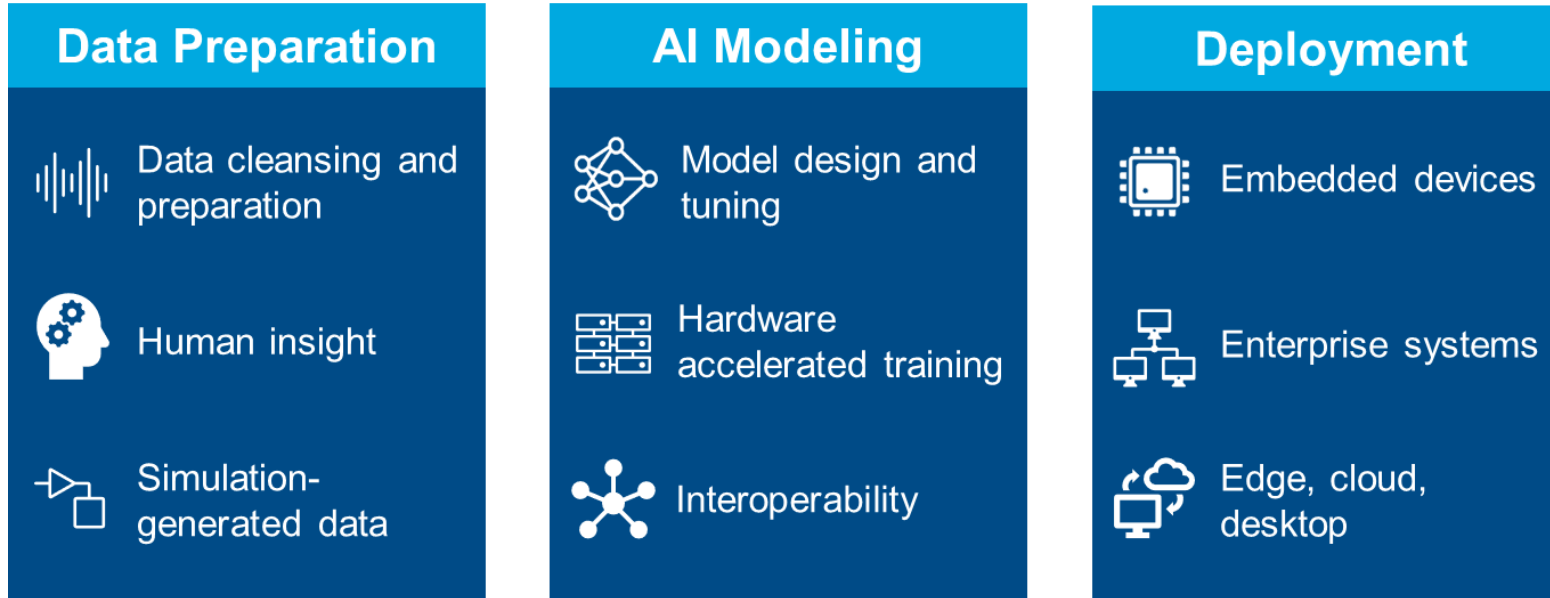 Data Preparation
Data cleansing and
preparation
Human insight
Simulation-
generated data
AI Modeling
Model design and
tuning
Hardware
accelerated training
Interoperability
Deployment
Embedded devices
Enterprise systems
Edge, cloud,
desktop